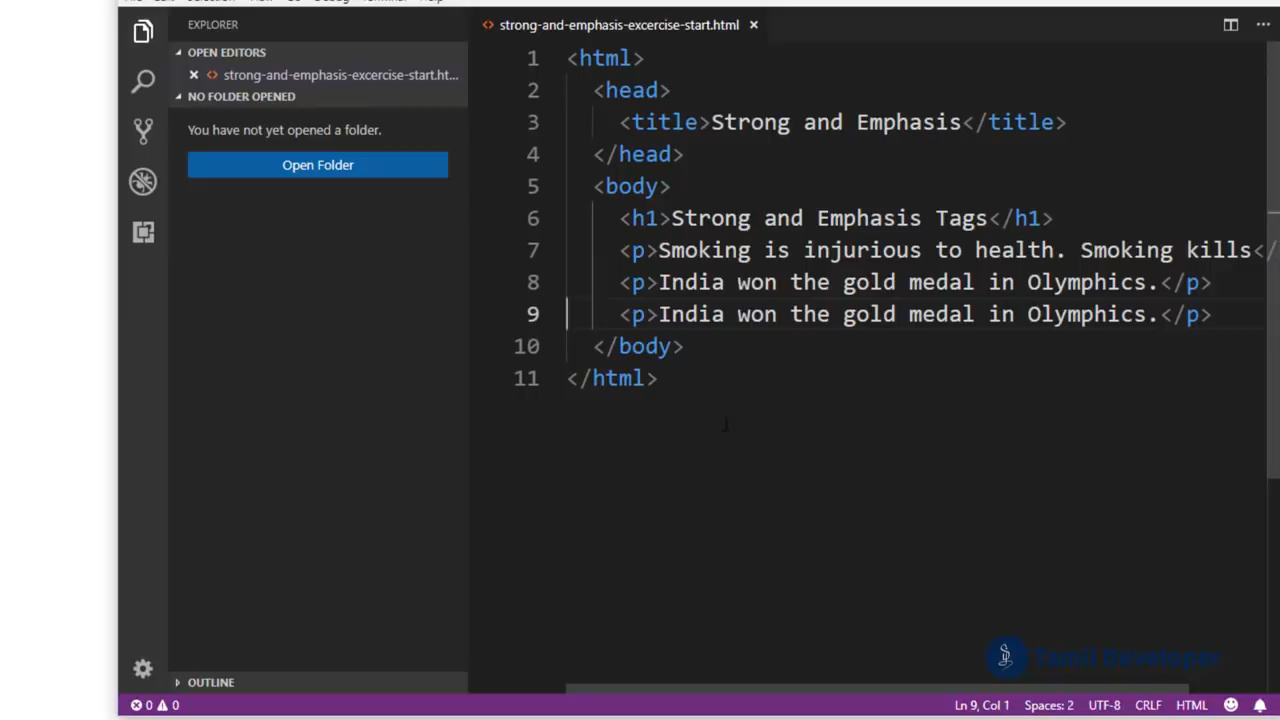 EXPLORER
OPEN EDITORS
strong-and-emphasis-excercise-start.ht...
NO FOLDER OPENED
You have not yet opened a folder.
Open Folder
OUTLINE
strong-and-emphasis-excercise-start.html
1 <html>
2 <head>
3 <title>Strong and Emphasis</title>
4 </head>
5 <body>
6 <h1>Strong and Emphasis Tags</h1>
7 <p>Smoking is injurious to health. Smoking kills</
8 <p>India won the gold medal in Olymphics.</p>
9 <p>India won the gold medal in Olymphics.</p>
10 </body>
11 </html>
Tamil Developer
0 0
Ln 9, Col 1 Spaces: 2 UTF-8 CRLF HTML